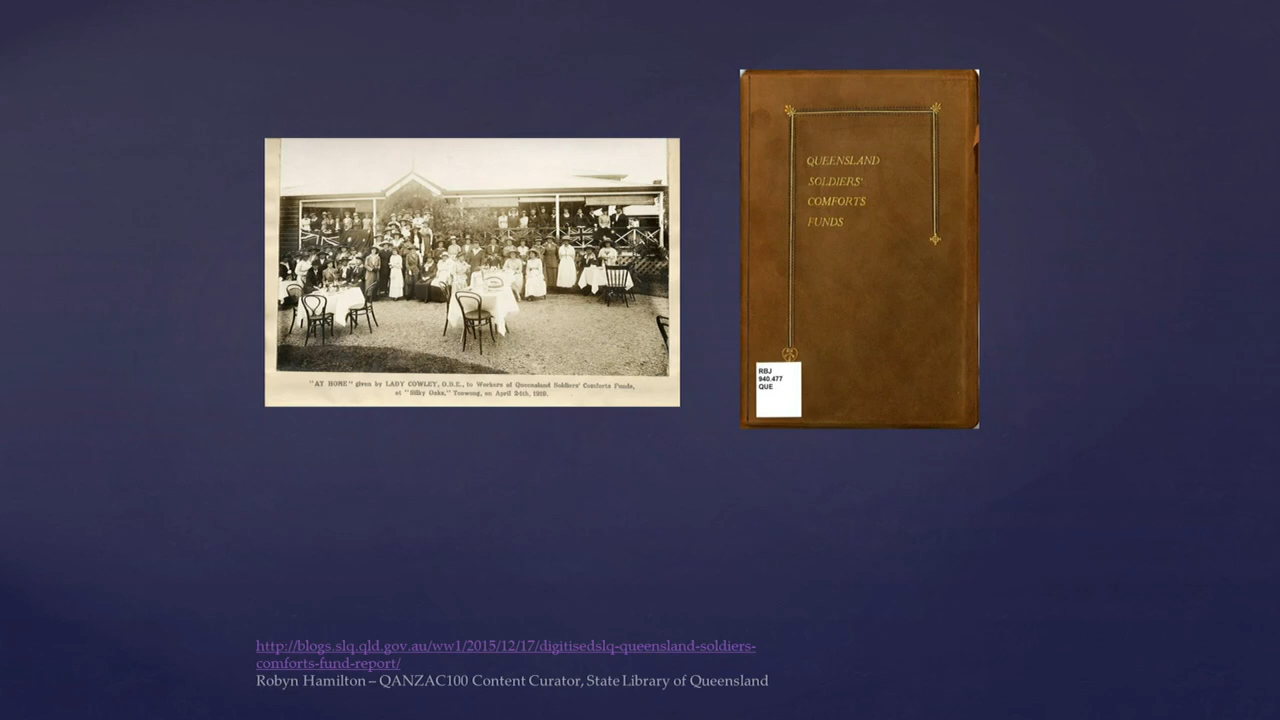 "AT HOME" given by LADY COWLEY, O.B.E., to Workers of Queensland Soldiers' Comforts Funds,
at "Silky Oaks," Toowong, on April 24th, 1919.
QUEENSLAND
SOLDIERS'
COMFORTS
FUNDS
RBJ
940.477
QUE
http://blogs.slq.qld.gov.au/ww1/2015/12/17/digitisedslq-queensland-soldiers-
comforts-fund-report/
Robyn Hamilton – QANZAC100 Content Curator, State Library of Queensland